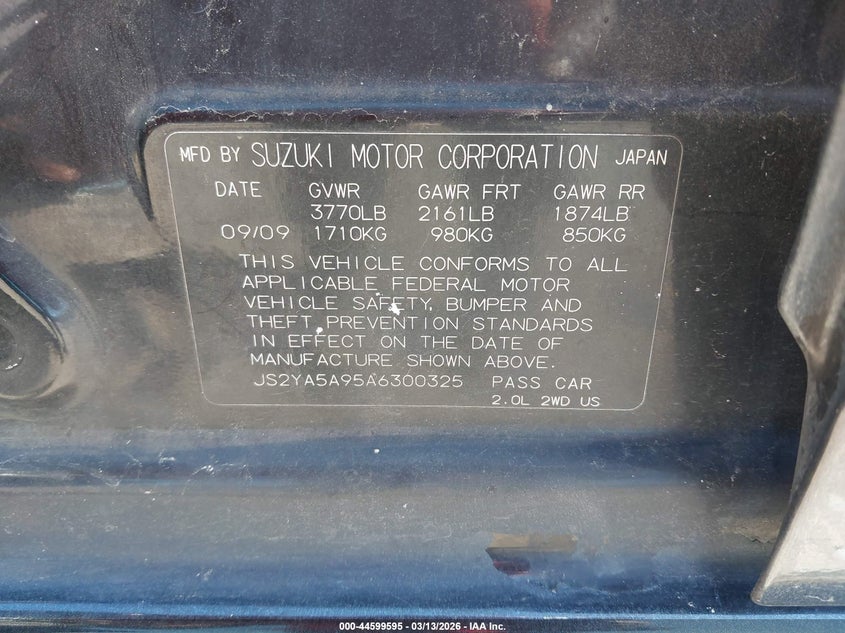 MFD BY SUZUKI MOTOR CORPORATION JAPAN
DATE GVWR GAWR FRT GAWR RR
3770LB 2161LB 1874LB
09/09 1710KG 980KG 850KG
THIS VEHICLE CONFORMS TO ALL
APPLICABLE FEDERAL MOTOR
VEHICLE SAFETY, BUMPER AND
THEFT PREVENTION STANDARDS
IN EFFECT ON THE DATE OF
MANUFACTURE SHOWN ABOVE.
JS2YA5A95A6300325 PASS CAR
2.0L 2WD US
000-44599595 - 03/13/2026 - IAA Inc.